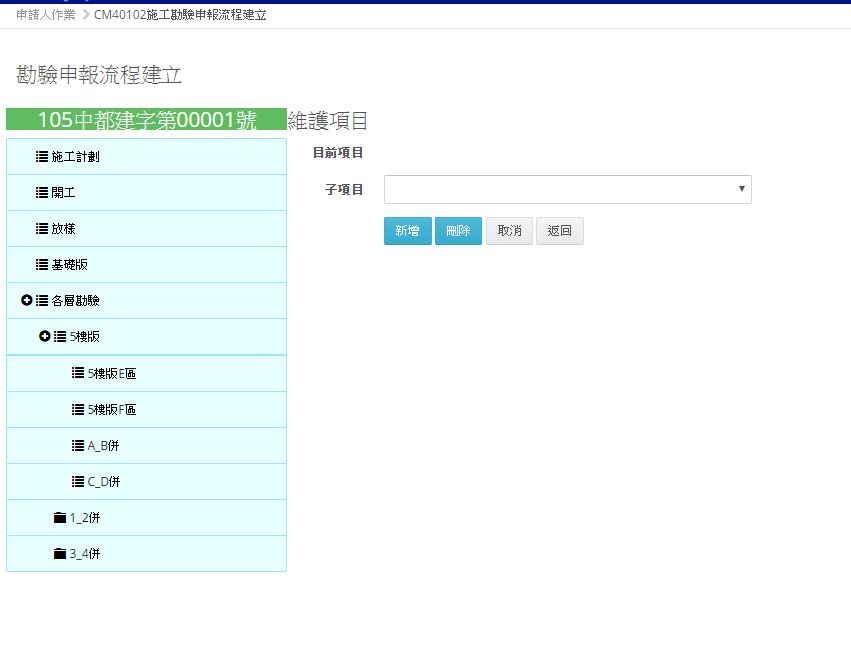 申請人作業 > CM40102施工勘驗申報流程建立
勘驗申報流程建立
105中都建字第00001號
施工計劃
開工
放樣
基礎版
各層勘驗
5樓版
5樓版E區
5樓版F區
A_B併
C_D併
1_2併
3_4併
維護項目
目前項目
子項目
新增 刪除 取消 返回